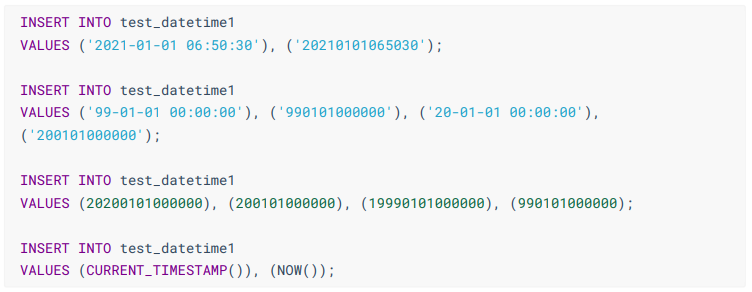 INSERT INTO test_datetime1
VALUES ('2021-01-01 06:50:30'), ('20210101065030');
INSERT INTO test_datetime1
VALUES ('99-01-01 00:00:00'), ('990101000000'), ('20-01-01 00:00:00'),
('200101000000');
INSERT INTO test_datetime1
VALUES (20200101000000), (200101000000), (19990101000000), (990101000000);
INSERT INTO test_datetime1
VALUES (CURRENT_TIMESTAMP()), (NOW());